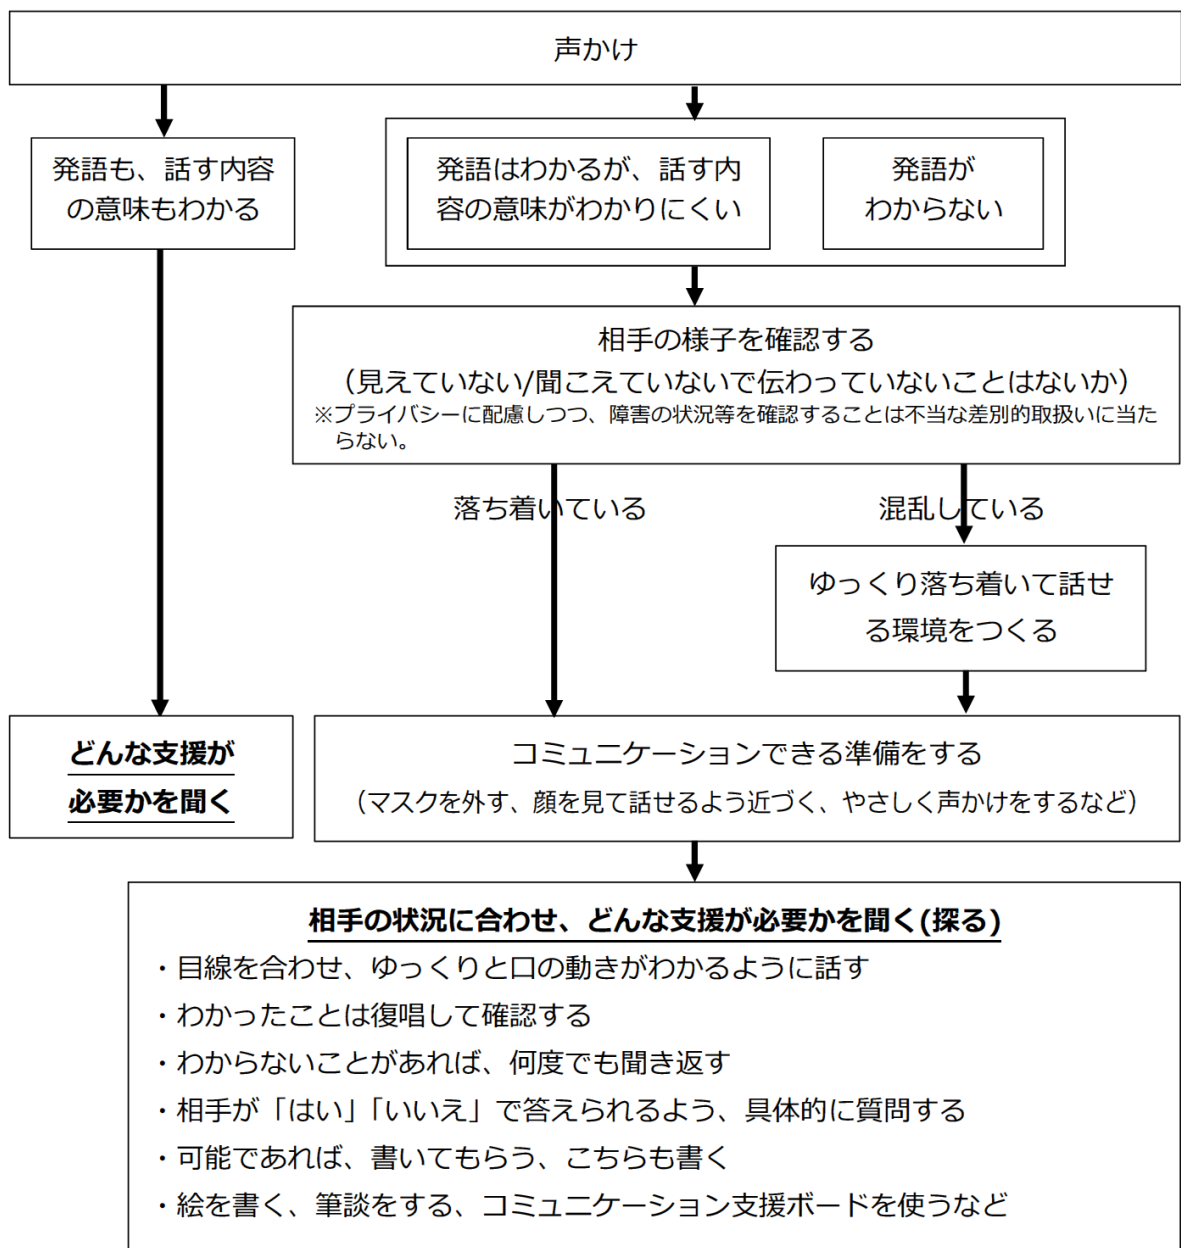 声かけ
発語も、話す内容
の意味もわかる
発語はわかるが、話す内
容の意味がわかりにくい
発語が
わからない
相手の様子を確認する
（見えていない/聞こえていないで伝わっていないことはないか）
※プライバシーに配慮しつつ、障害の状況等を確認することは不当な差別的取扱いに当た
らない。
落ち着いている
混乱している
ゆっくり落ち着いて話せ
る環境をつくる
どんな支援が
必要かを聞く
コミュニケーションできる準備をする
（マスクを外す、顔を見て話せるよう近づく、やさしく声かけをするなど）
相手の状況に合わせ、どんな支援が必要かを聞く(探る)
・目線を合わせ、ゆっくりと口の動きがわかるように話す
・わかったことは復唱して確認する
・わからないことがあれば、何度でも聞き返す
・相手が「はい」「いいえ」で答えられるよう、具体的に質問する
・可能であれば、書いてもらう、こちらも書く
・絵を書く、筆談をする、コミュニケーション支援ボードを使うなど